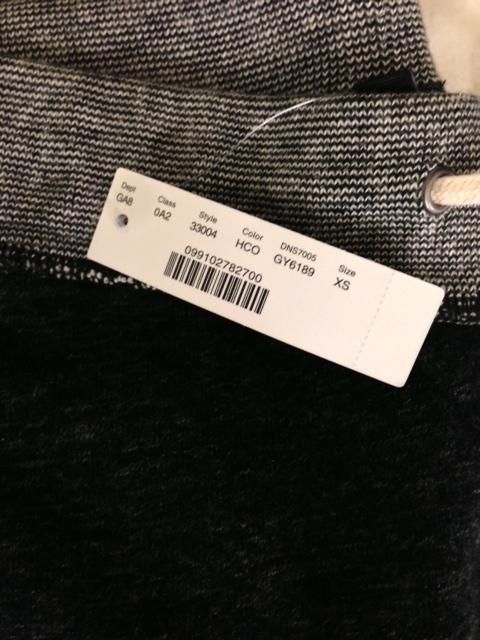 Dept Class Style Color DNS7005 Size
GA8 0A2 33004 HCO GY6189 XS
099102782700